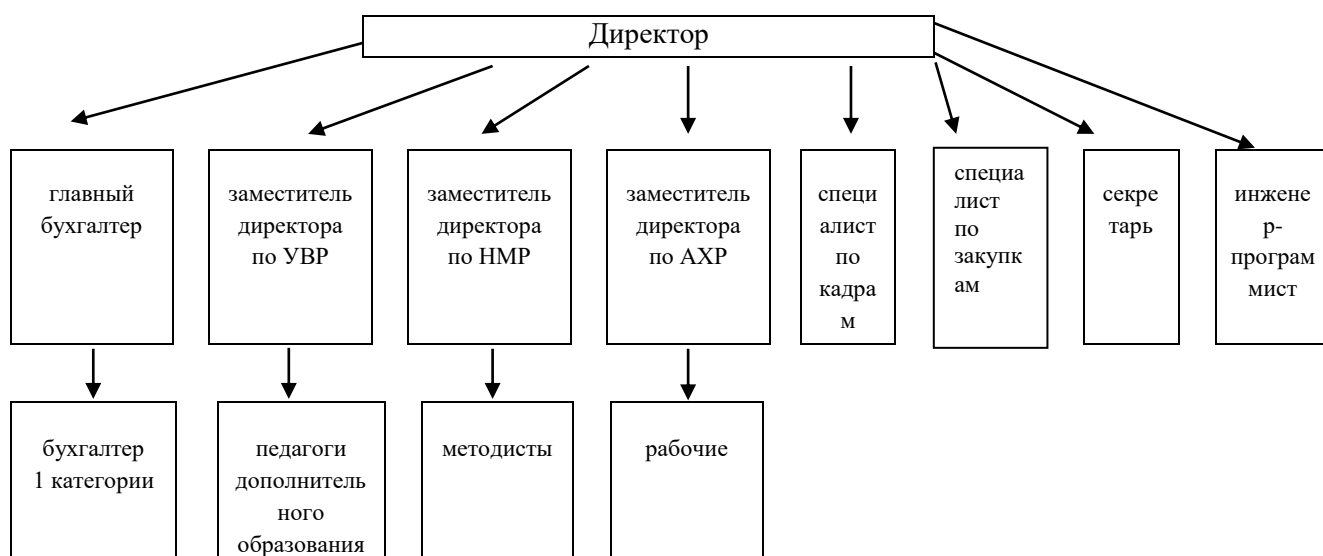 Директор
главный
бухгалтер
заместитель
директора
по УВР
заместитель
директора
по НМР
заместитель
директора
по АХР
специ
алист
по
кадра
м
специа
лист
по
закупк
ам
секре
тарь
инжене
р-
програм
мист
бухгалтер
1 категории
педагоги
дополнитель
ного
образования
методисты
рабочие